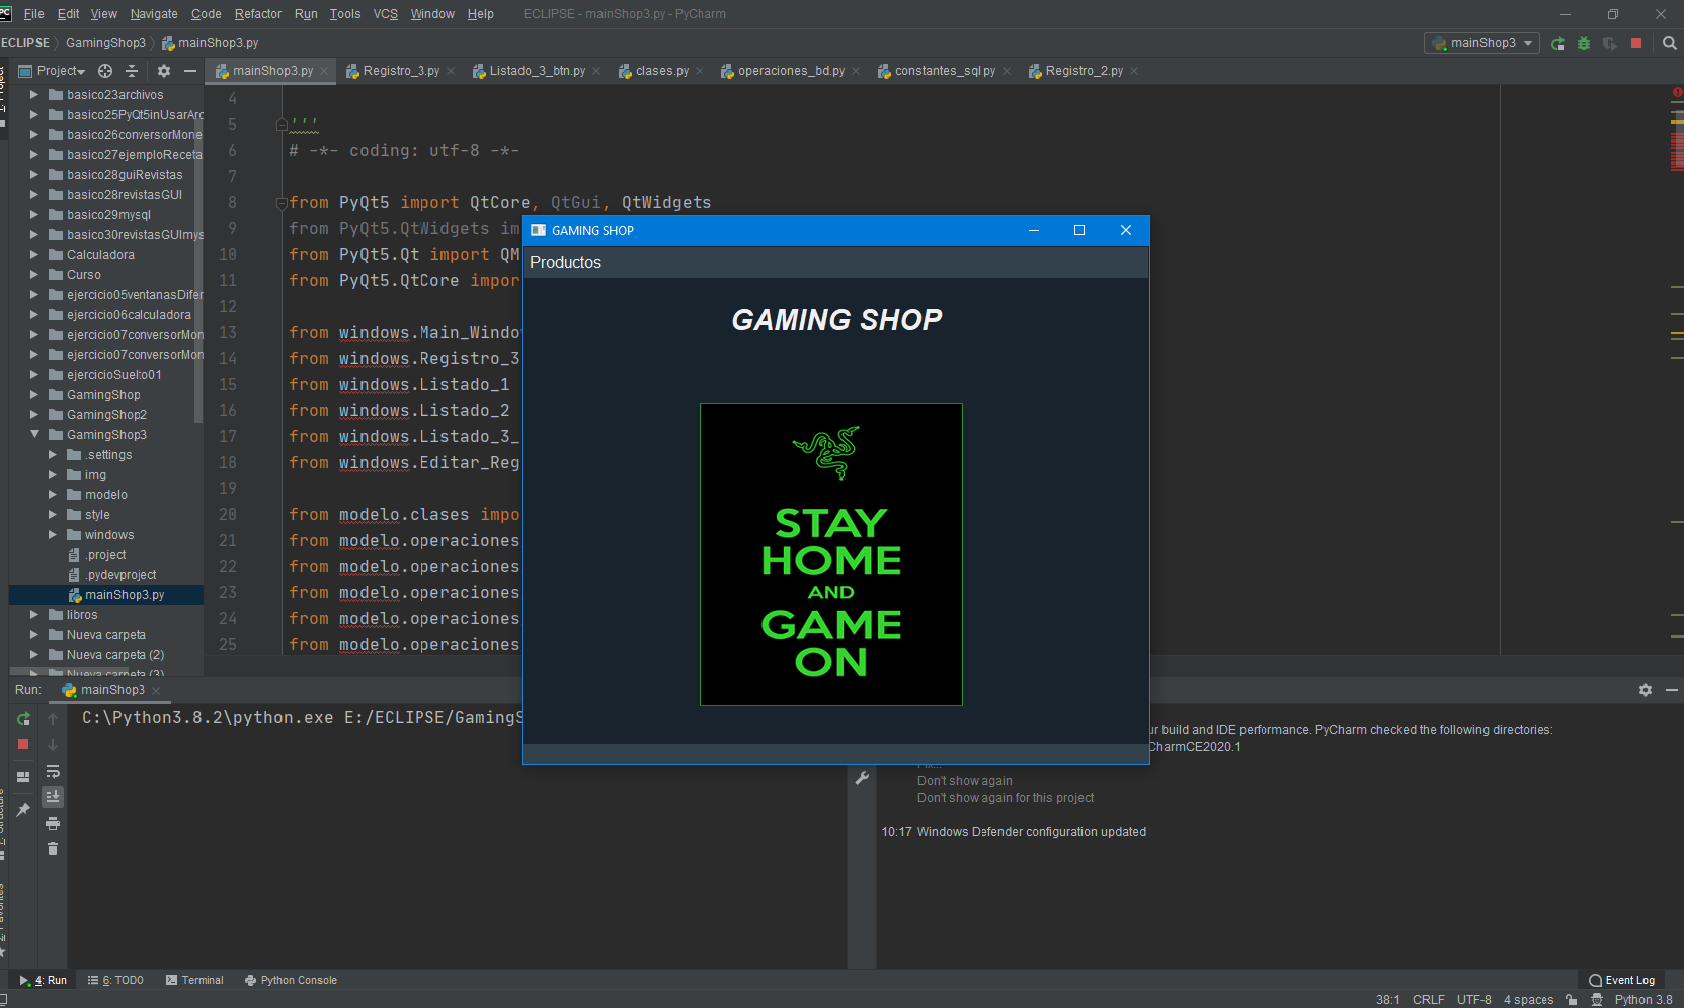 File Edit View Navigate Code Refactor Run Tools VCS Window Help ECLIPSE - mainShop3.py - PyCharm
ECLIPSE GamingShop3 mainShop3.py mainShop3
Project mainShop3.py Registro_3.py Listado_3_btn.py clases.py operaciones_bd.py constantes_sql.py Registro_2.py
basico23archivos
basico25PyQt5inUsarArc
basico26conversorMone
basico27ejemploReceta
basico28guiRevistas
basico28revistasGUI
basico29mysql
basico30revistasGUImys
Calculadora
Curso
ejercicio05ventanasDifer
ejercicio06calculadora
ejercicio07conversorMon
ejercicio07conversorMon
ejercicioSuelto01
GamingShop
GamingShop2
GamingShop3
.settings
img
modelo
style
windows
.project
.pydevproject
mainShop3.py
libros
Nueva carpeta
Nueva carpeta (2)
Nueva carpeta (3)
4
5 '''
6 # -*- coding: utf-8 -*-
7
8 from PyQt5 import QtCore, QtGui, QtWidgets
9 from PyQt5.QtWidgets im
10 from PyQt5.Qt import QM
11 from PyQt5.QtCore impor
12
13 from windows.Main_Windo
14 from windows.Registro_3
15 from windows.Listado_1
16 from windows.Listado_2
17 from windows.Listado_3_
18 from windows.Editar_Reg
19
20 from modelo.clases impo
21 from modelo.operaciones
22 from modelo.operaciones
23 from modelo.operaciones
24 from modelo.operaciones
25 from modelo.operaciones
GAMING SHOP
Productos
GAMING SHOP
STAY
HOME
AND
GAME
ON
Run: mainShop3
C:\Python3.8.2\python.exe E:/ECLIPSE/GamingS
ur build and IDE performance. PyCharm checked the following directories:
CharmCE2020.1
Don't show again
Don't show again for this project
10:17 Windows Defender configuration updated
4: Run 6: TODO Terminal Python Console Event Log
38:1 CRLF UTF-8 4 spaces Python 3.8